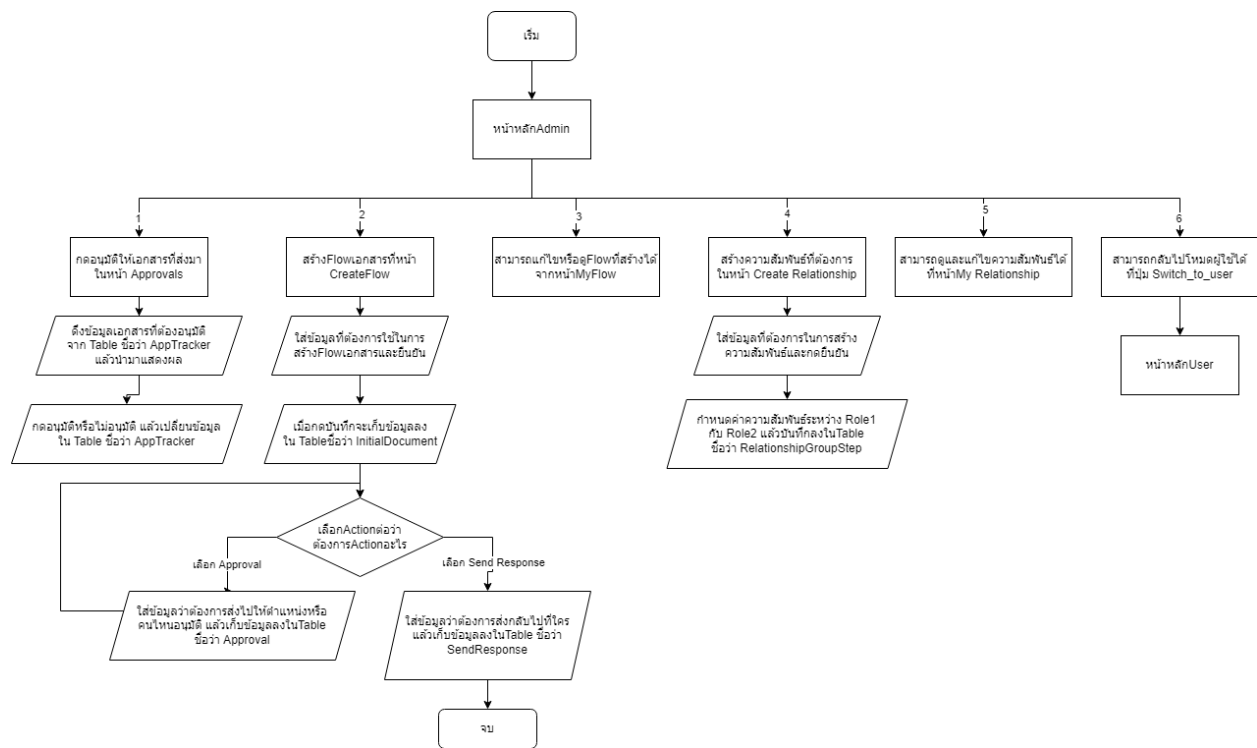 เริ่ม
หน้าหลักAdmin
1
2
3
4
5
6
กดอนุมัติให้เอกสารที่ส่งมา
ในหน้า Approvals
สร้างFlowเอกสารที่หน้า
CreateFlow
สามารถแก้ไขหรือดูFlowที่สร้างได้
จากหน้าMyFlow
สร้างความสัมพันธ์ที่ต้องการ
ในหน้า Create Relationship
สามารถดูและแก้ไขความสัมพันธ์ได้
ที่หน้าMy Relationship
สามารถกลับไปโหมดผู้ใช้ได้
ที่ปุ่ม Switch_to_user
ดึงข้อมูลเอกสารที่ต้องอนุมัติ
จาก Table ชื่อว่า AppTracker
แล้วนำมาแสดงผล
ใส่ข้อมูลที่ต้องการใช้ในการ
สร้างFlowเอกสารและยืนยัน
ใส่ข้อมูลที่ต้องการในการสร้าง
ความสัมพันธ์และกดยืนยัน
หน้าหลักUser
กดอนุมัติหรือไม่อนุมัติ แล้วเปลี่ยนข้อมูล
ใน Table ชื่อว่า AppTracker
เมื่อกดบันทึกจะเก็บข้อมูลลง
ใน Tableชื่อว่า InitialDocument
กำหนดค่าความสัมพันธ์ระหว่าง Role1
กับ Role2 แล้วบันทึกลงในTable
ชื่อว่า RelationshipGroupStep
เลือกActionต่อว่า
ต้องการActionอะไร
เลือก Approval
เลือก Send Response
ใส่ข้อมูลว่าต้องการส่งไปให้ตำแหน่งหรือ
คนไหนอนุมัติ แล้วเก็บข้อมูลลงในTable
ชื่อว่า Approval
ใส่ข้อมูลว่าต้องการส่งกลับไปที่ใคร
แล้วเก็บข้อมูลลงในTable ชื่อว่า
SendResponse
จบ